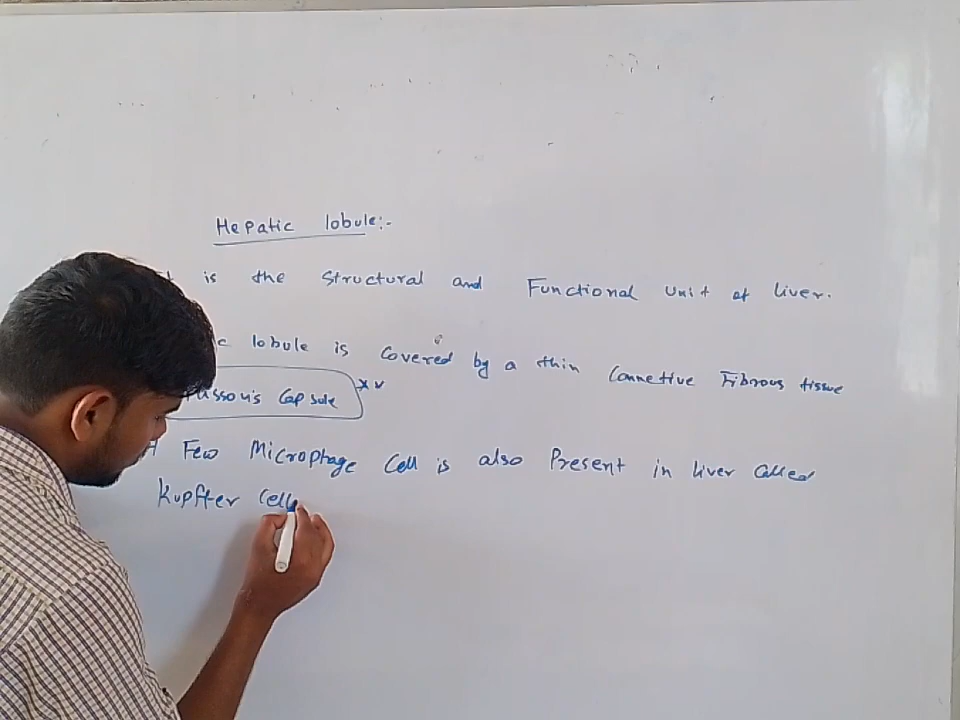 Hepatic lobule:-
is the Structural and Functional Unit of liver.
lobule is Covered by a thin Connetive Fibrous tissue
Capsule
A Few Microphage Cell is also Present in liver Called
Kupffer Cell